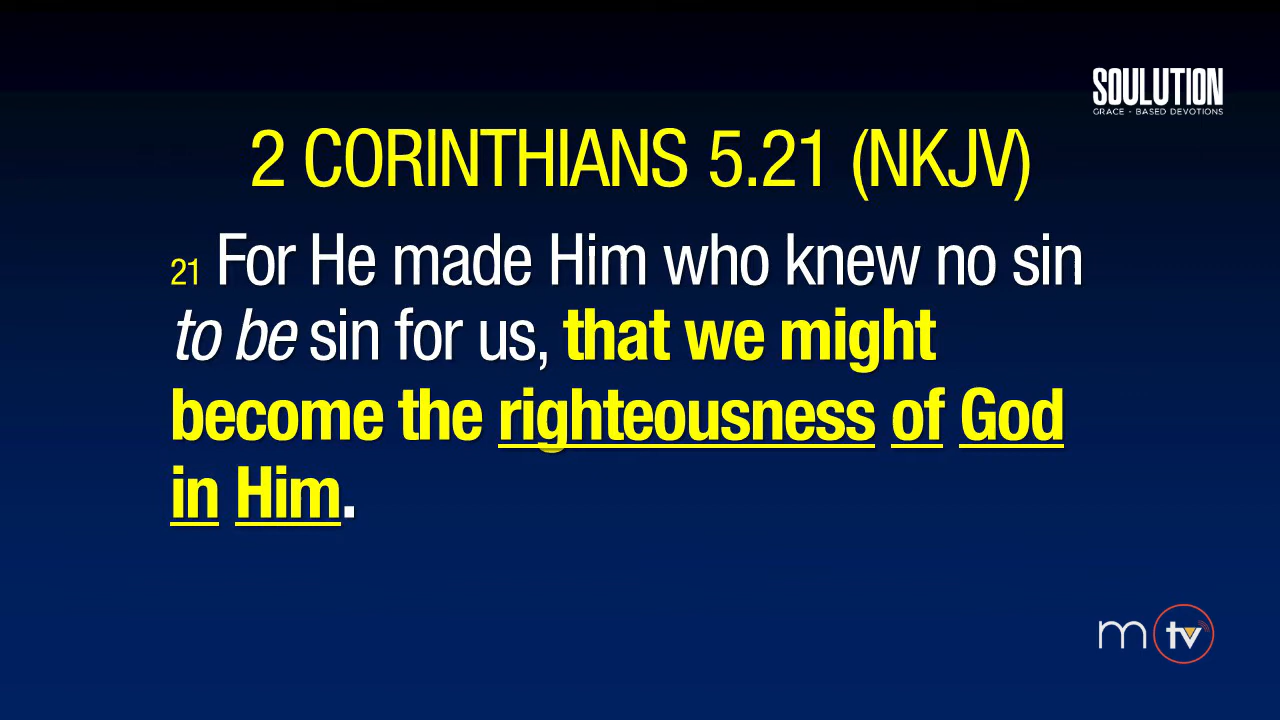 SOULUTION
GRACE - BASED DEVOTIONS
2 CORINTHIANS 5.21 (NKJV)
21 For He made Him who knew no sin
to be sin for us, that we might
become the righteousness of God
in Him.
m tv